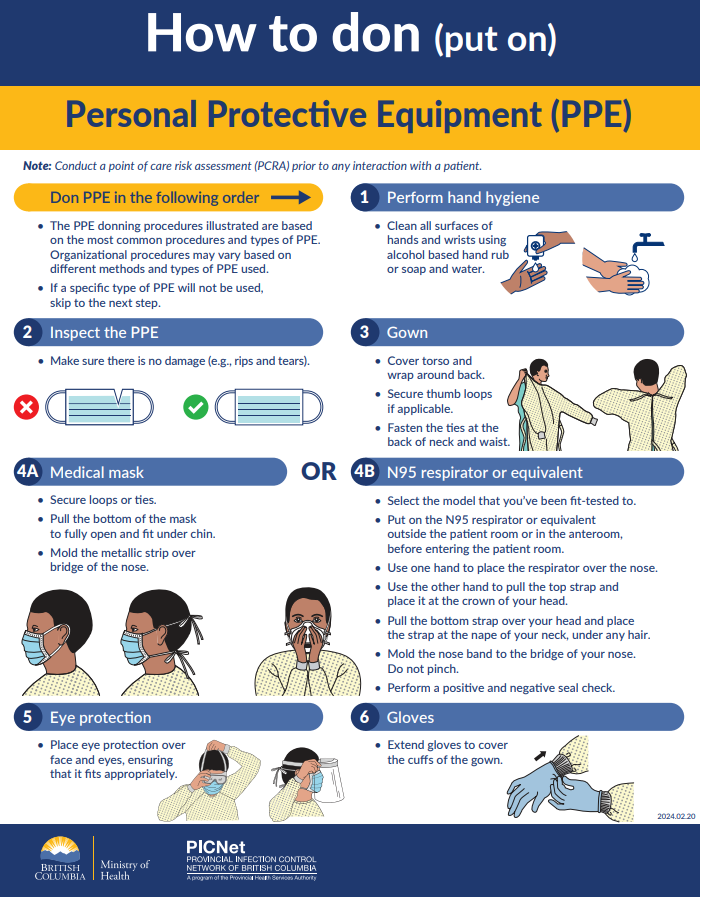 How to don (put on)
Personal Protective Equipment (PPE)
Note: Conduct a point of care risk assessment (PCRA) prior to any interaction with a patient.
Don PPE in the following order
• The PPE donning procedures illustrated are based
on the most common procedures and types of PPE.
Organizational procedures may vary based on
different methods and types of PPE used.
• If a specific type of PPE will not be used,
skip to the next step.
1 Perform hand hygiene
• Clean all surfaces of
hands and wrists using
alcohol based hand rub
or soap and water.
2 Inspect the PPE
• Make sure there is no damage (e.g., rips and tears).
3 Gown
• Cover torso and
wrap around back.
• Secure thumb loops
if applicable.
• Fasten the ties at the
back of neck and waist.
4A Medical mask
• Secure loops or ties.
• Pull the bottom of the mask
to fully open and fit under chin.
• Mold the metallic strip over
bridge of the nose.
OR
4B N95 respirator or equivalent
• Select the model that you've been fit-tested to.
• Put on the N95 respirator or equivalent
outside the patient room or in the anteroom,
before entering the patient room.
• Use one hand to place the respirator over the nose.
• Use the other hand to pull the top strap and
place it at the crown of your head.
• Pull the bottom strap over your head and place
the strap at the nape of your neck, under any hair.
• Mold the nose band to the bridge of your nose.
Do not pinch.
• Perform a positive and negative seal check.
5 Eye protection
• Place eye protection over
face and eyes, ensuring
that it fits appropriately.
6 Gloves
• Extend gloves to cover
the cuffs of the gown.
2024.02.20
BRITISH
COLUMBIA
Ministry of
Health
PICNet
PROVINCIAL INFECTION CONTROL
NETWORK OF BRITISH COLUMBIA
A program of the Provincial Health Services Authority